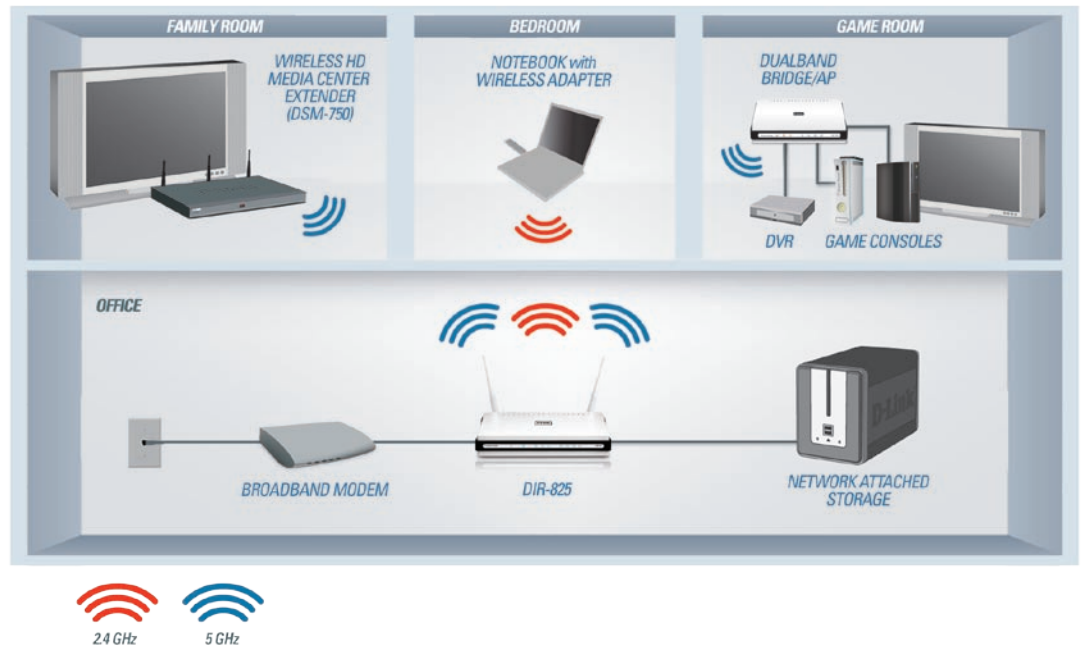 FAMILY ROOM
WIRELESS HD
MEDIA CENTER
EXTENDER
(DSM-750)
BEDROOM
NOTEBOOK with
WIRELESS ADAPTER
GAME ROOM
DUALBAND
BRIDGE/AP
DVR
GAME CONSOLES
OFFICE
BROADBAND MODEM
DIR-825
D-Link
NETWORK ATTACHED
STORAGE
2.4 GHz
5 GHz